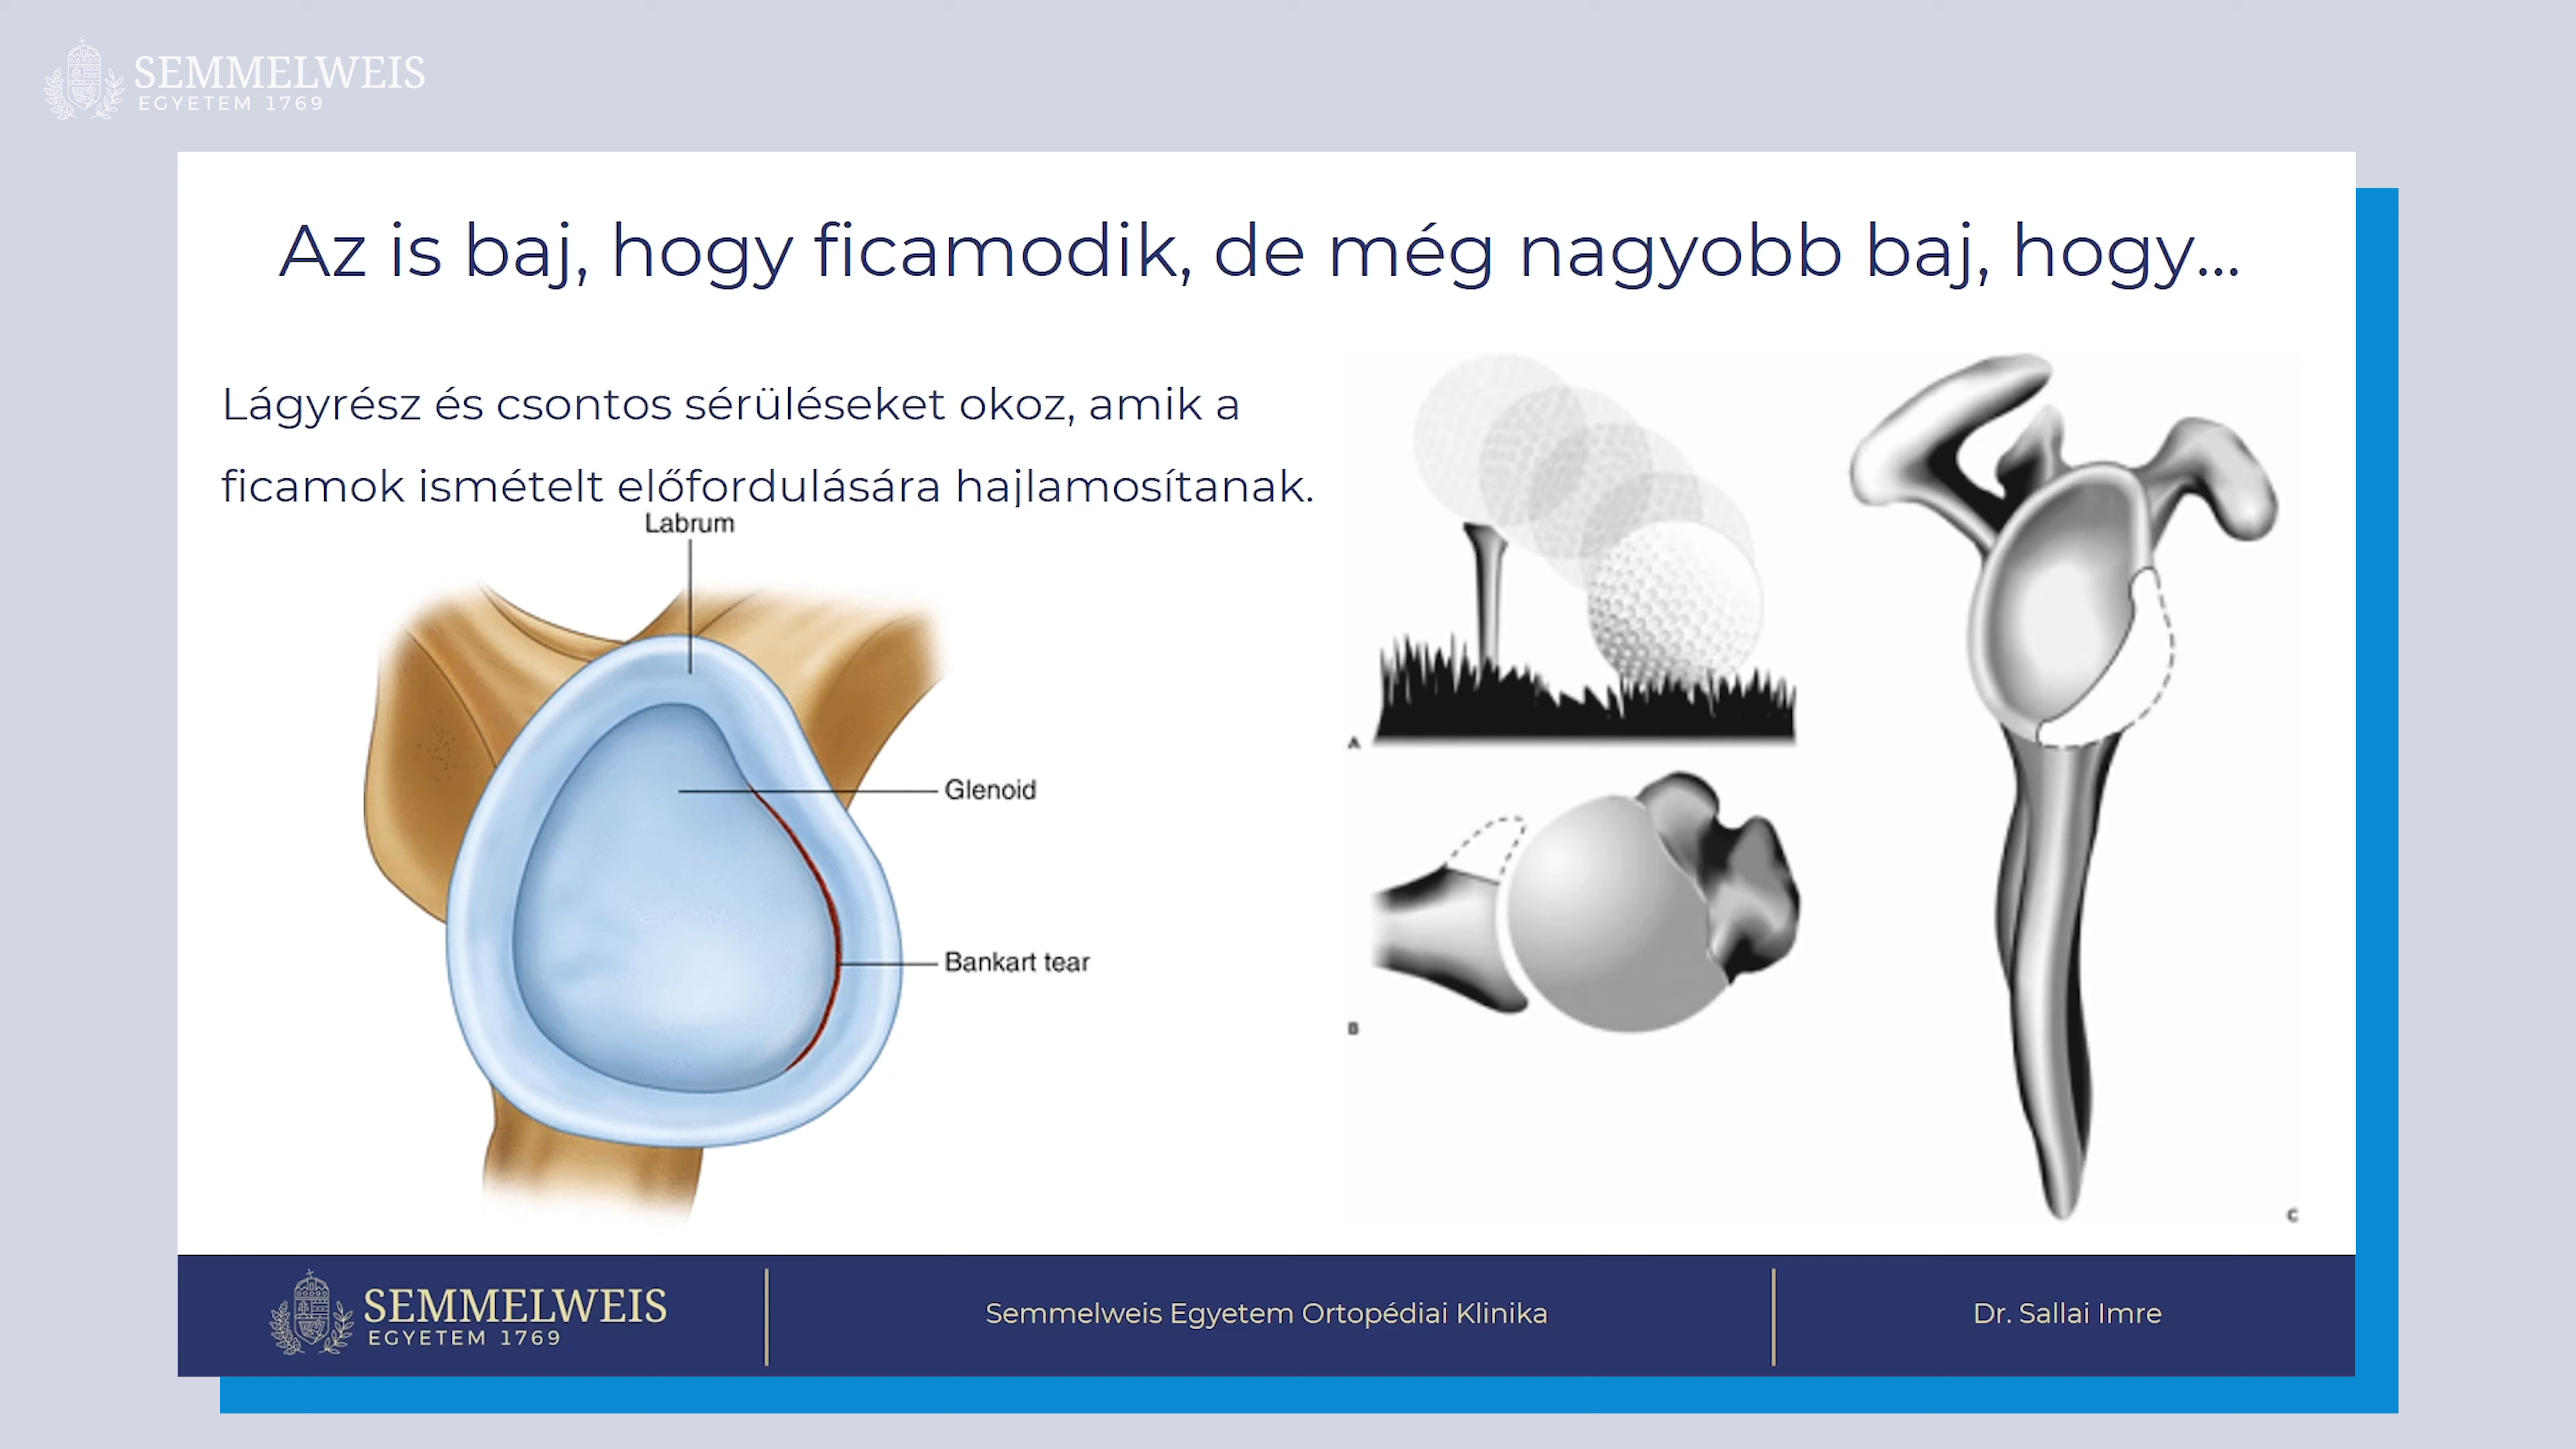 SEMMELWEIS
EGYETEM 1769
Az is baj, hogy ficamodik, de még nagyobb baj, hogy...
Lágyrész és csontos sérüléseket okoz, amik a
ficamok ismételt előfordulására hajlamosítanak.
Labrum
Glenoid
Bankart tear
A
B
C
SEMMELWEIS
EGYETEM 1769
Semmelweis Egyetem Ortopédiai Klinika
Dr. Sallai Imre